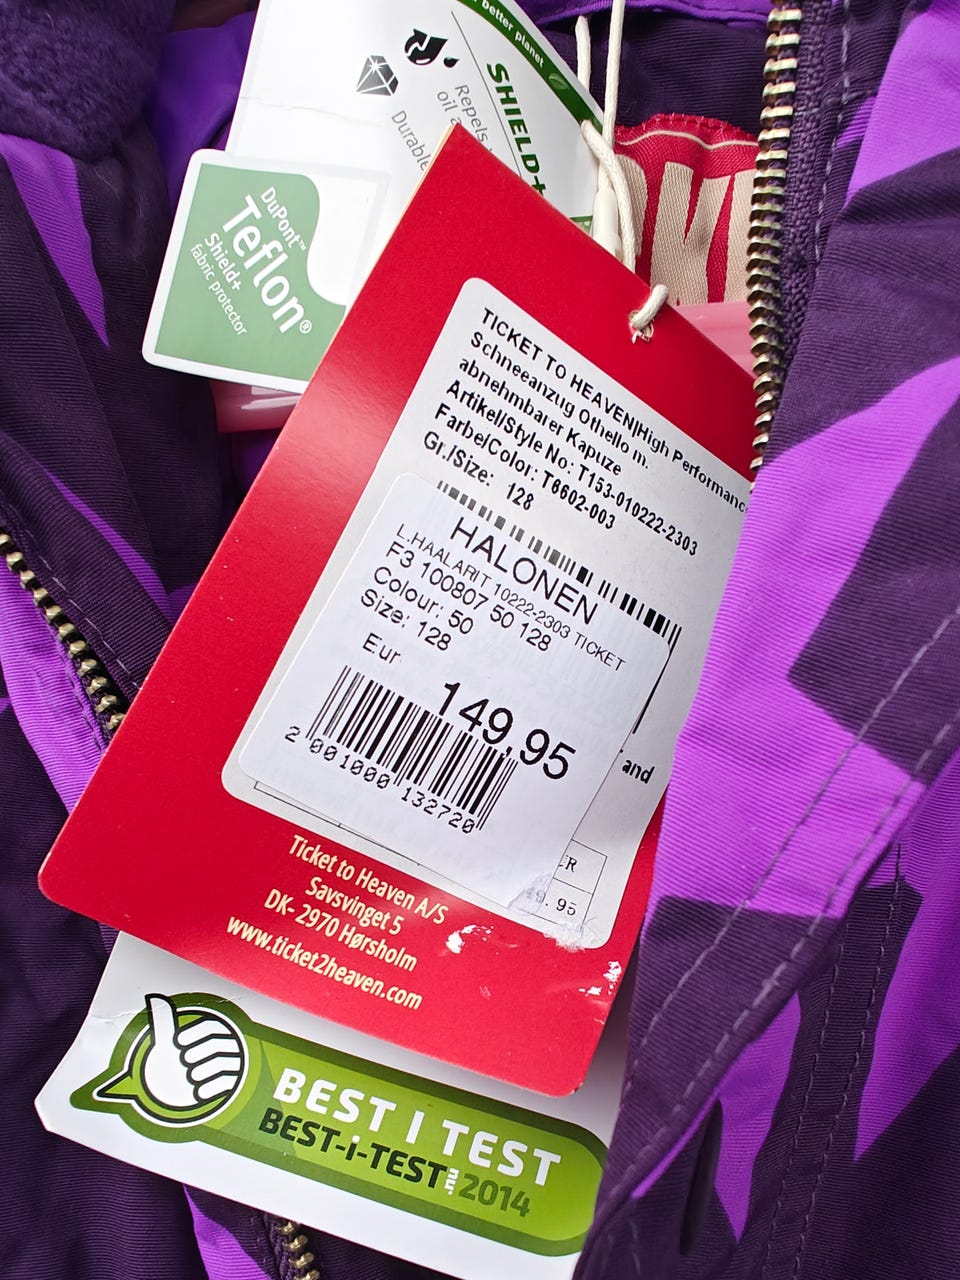 better planet
SHIELD+
Repels
oil
Durable
DuPont™
Teflon®
Shield+
fabric protector
TICKET TO HEAVEN|High Performance
Schneeanzug Othello m.
abnehmbarer Kapuze
Artikel/Style No: T153-010222-2303
Farbe/Color: T6602-003
Gr./Size: 128
HALONEN
L.HAALARIT 10222-2303 TICKET
F3 100807 50 128
Colour: 50
Size: 128
Eur
149,95
2 001000 132720
and
Ticket to Heaven A/S
Savsvinget 5
DK- 2970 Hørsholm
www.ticket2heaven.com
BEST I TEST
BEST-i-TEST.nu 2014